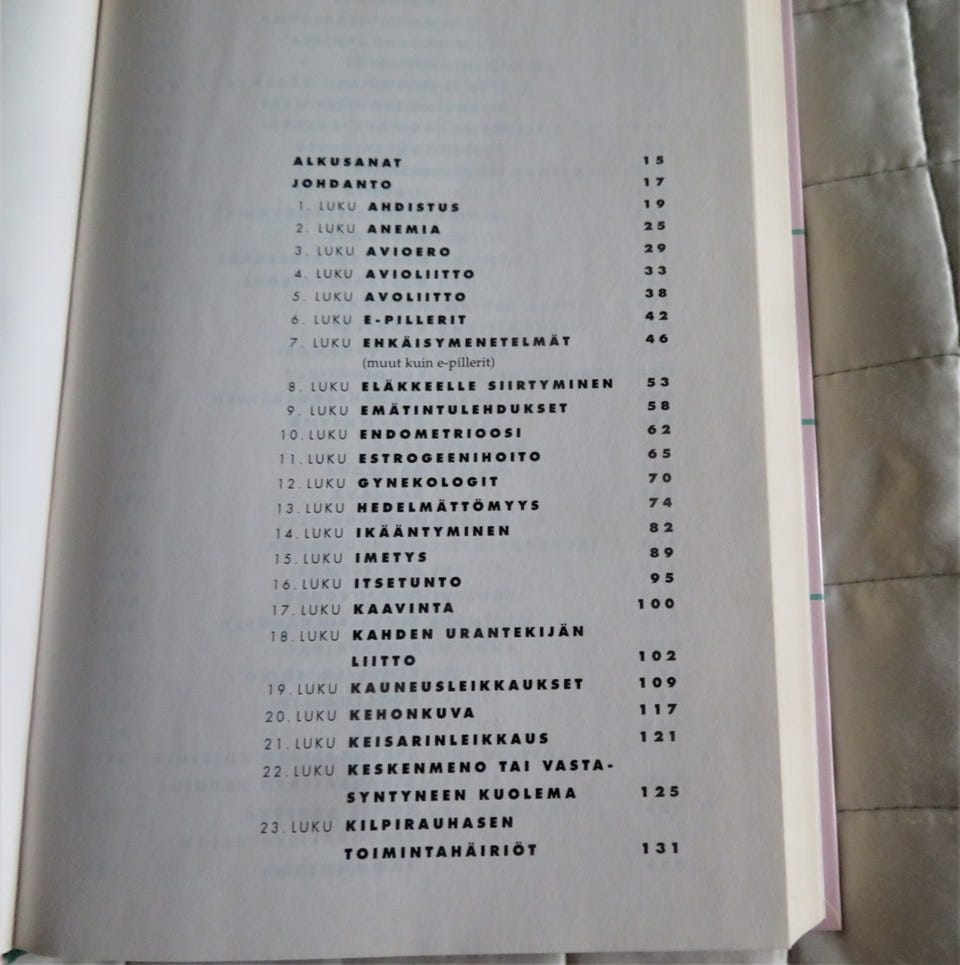 ALKUSANAT 15
JOHDANTO 17
1. LUKU AHDISTUS 19
2. LUKU ANEMIA 25
3. LUKU AVIOERO 29
4. LUKU AVIOLIITTO 33
5. LUKU AVOLIITTO 38
6. LUKU E-PILLERIT 42
7. LUKU EHKÄISYMENETELMÄT 46
(muut kuin e-pillerit)
8. LUKU ELÄKKEELLE SIIRTYMINEN 53
9. LUKU EMÄTINTULEHDUKSET 58
10. LUKU ENDOMETRIOOSI 62
11. LUKU ESTROGEENIHOITO 65
12. LUKU GYNEKOLOGIT 70
13. LUKU HEDELMÄTTÖMYYS 74
14. LUKU IKÄÄNTYMINEN 82
15. LUKU IMETYS 89
16. LUKU ITSETUNTO 95
17. LUKU KAAVINTA 100
18. LUKU KAHDEN URANTEKIJÄN
LIITTO 102
19. LUKU KAUNEUSLEIKKAUKSET 109
20. LUKU KEHONKUVA 117
21. LUKU KEISARINLEIKKAUS 121
22. LUKU KESKENMENO TAI VASTA-
SYNTYNEEN KUOLEMA 125
23. LUKU KILPIRAUHASEN
TOIMINTAHÄIRIÖT 131